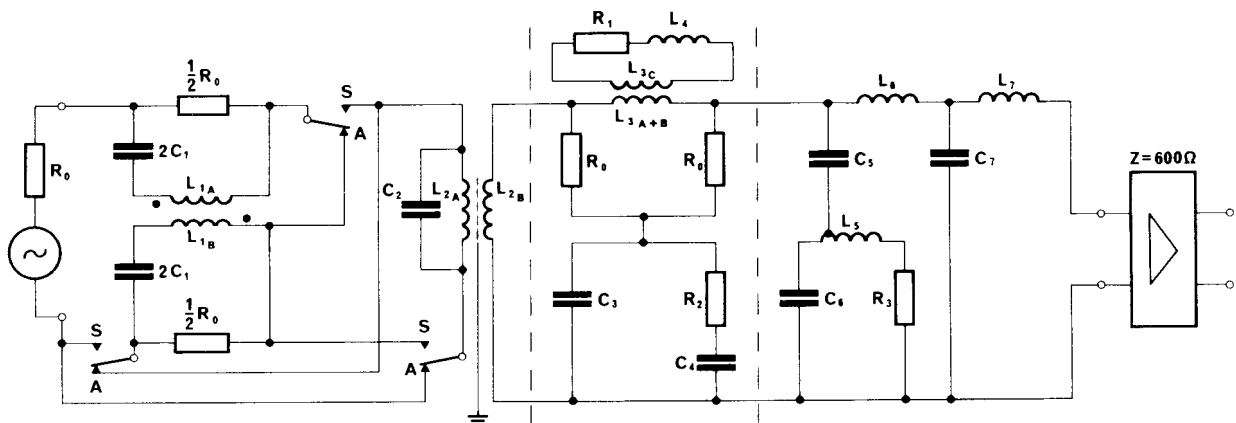 R₁
L₄
½R₀
S
L₃C
L₆
L₇
A
L₃A+B
R₀
2C₁
R₀
R₀
C₅
C₇
Z=600Ω
L₁A
C₂
L₂A
L₂B
L₁B
L₅
2C₁
C₃
R₂
C₆
R₃
½R₀
S
S
C₄
A
A